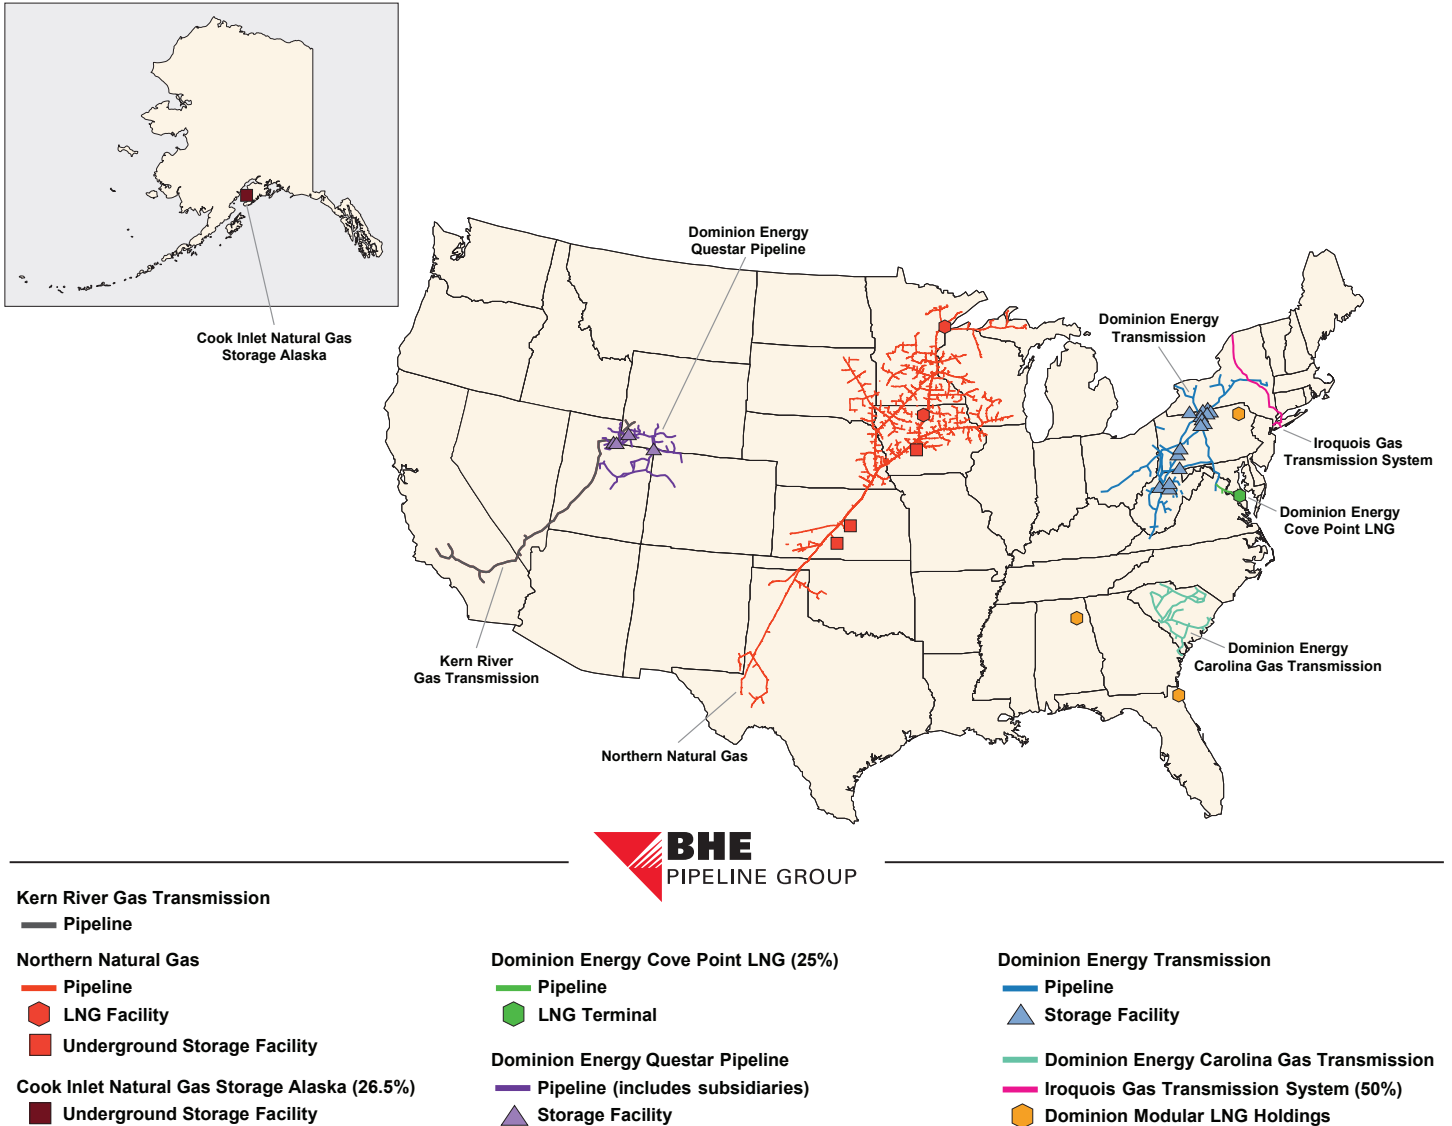 Dominion Energy
Questar Pipeline
Cook Inlet Natural Gas
Storage Alaska
Dominion Energy
Transmission
Iroquois Gas
Transmission System
Dominion Energy
Cove Point LNG
Dominion Energy
Carolina Gas Transmission
Kern River
Gas Transmission
Northern Natural Gas
BHE
PIPELINE GROUP
Kern River Gas Transmission
Pipeline
Northern Natural Gas
Pipeline
LNG Facility
Underground Storage Facility
Cook Inlet Natural Gas Storage Alaska (26.5%)
Underground Storage Facility
Dominion Energy Cove Point LNG (25%)
Pipeline
LNG Terminal
Dominion Energy Questar Pipeline
Pipeline (includes subsidiaries)
Storage Facility
Dominion Energy Transmission
Pipeline
Storage Facility
Dominion Energy Carolina Gas Transmission
Iroquois Gas Transmission System (50%)
Dominion Modular LNG Holdings